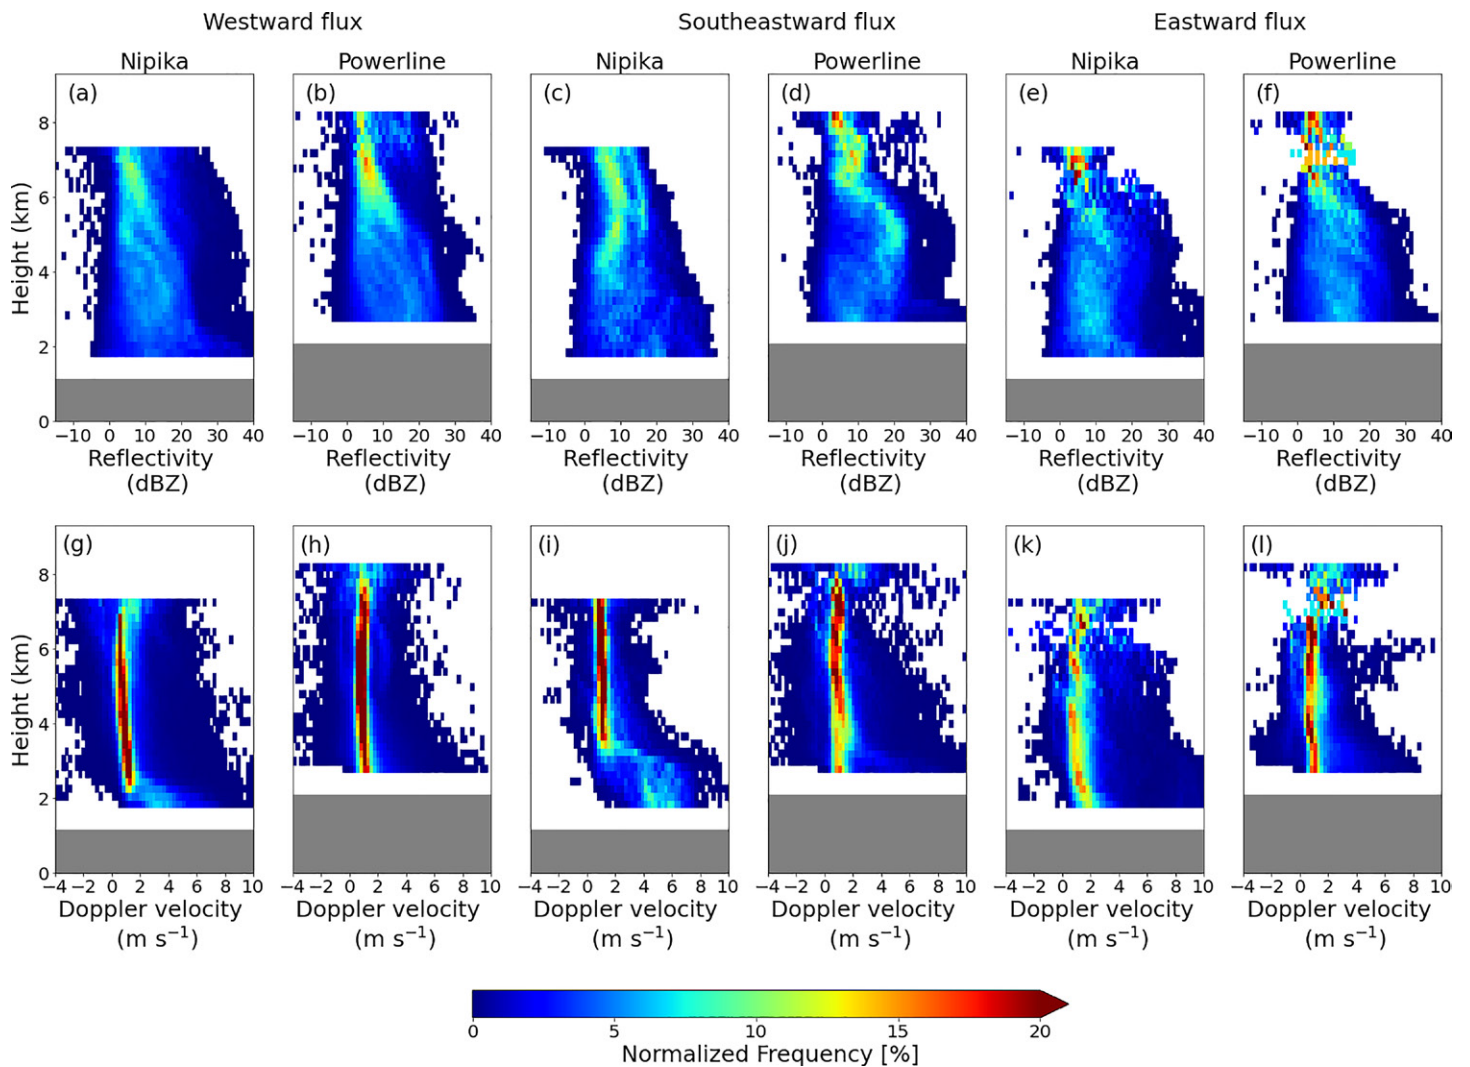 Westward flux Southeastward flux Eastward flux
Nipika Powerline Nipika Powerline Nipika Powerline
(a) (b) (c) (d) (e) (f)
8
6
4
2
0
Height (km)
−10 0 10 20 30 40 −10 0 10 20 30 40 −10 0 10 20 30 40 −10 0 10 20 30 40 −10 0 10 20 30 40 −10 0 10 20 30 40
Reflectivity Reflectivity Reflectivity Reflectivity Reflectivity Reflectivity
(dBZ) (dBZ) (dBZ) (dBZ) (dBZ) (dBZ)
(g) (h) (i) (j) (k) (l)
8
6
4
2
0
Height (km)
−4 −2 0 2 4 6 8 10 −4 −2 0 2 4 6 8 10 −4 −2 0 2 4 6 8 10 −4 −2 0 2 4 6 8 10 −4 −2 0 2 4 6 8 10 −4 −2 0 2 4 6 8 10
Doppler velocity Doppler velocity Doppler velocity Doppler velocity Doppler velocity Doppler velocity
(m s⁻¹) (m s⁻¹) (m s⁻¹) (m s⁻¹) (m s⁻¹) (m s⁻¹)
0 5 10 15 20
Normalized Frequency [%]